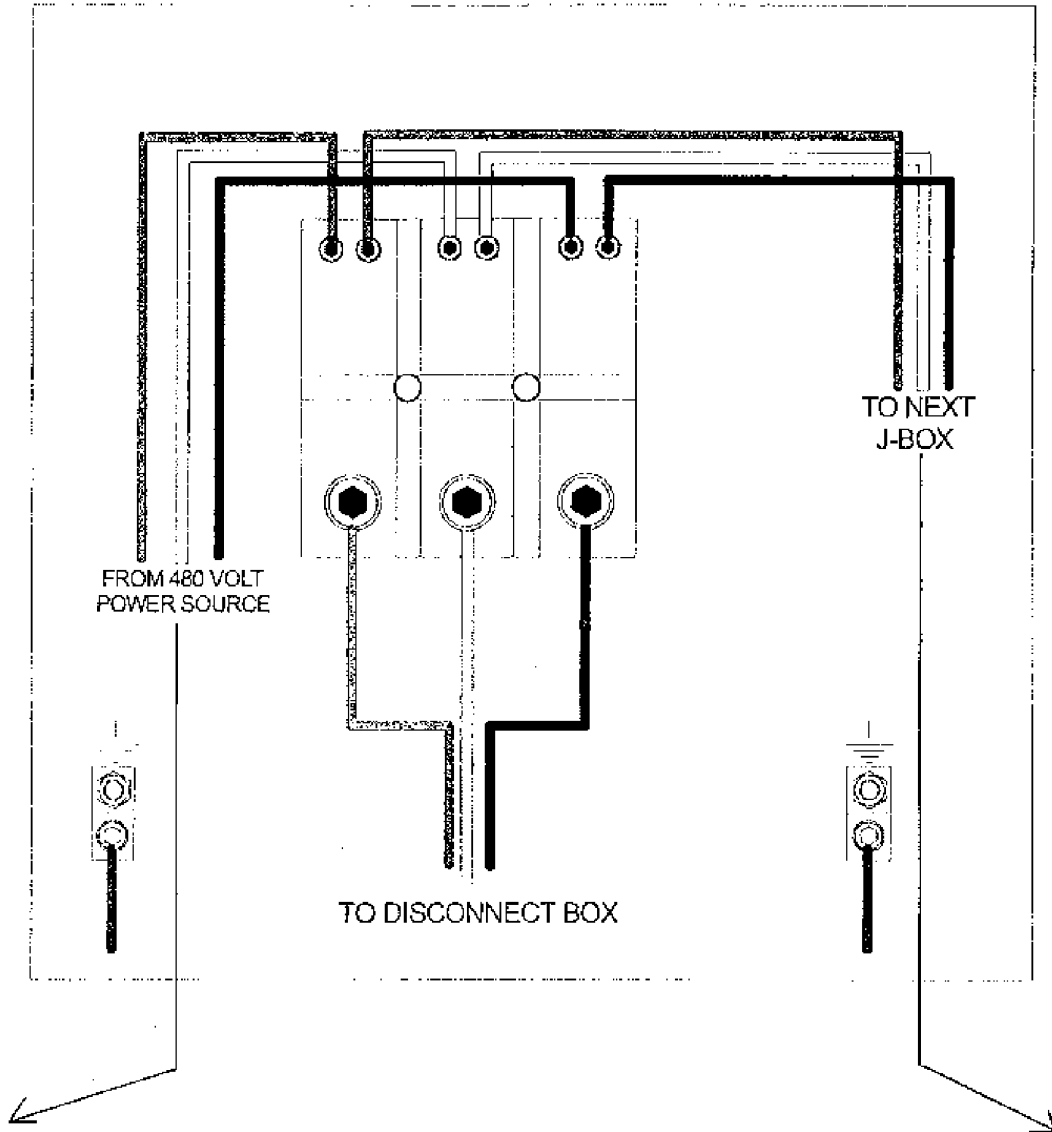 TO NEXT
J-BOX
FROM 480 VOLT
POWER SOURCE
TO DISCONNECT BOX